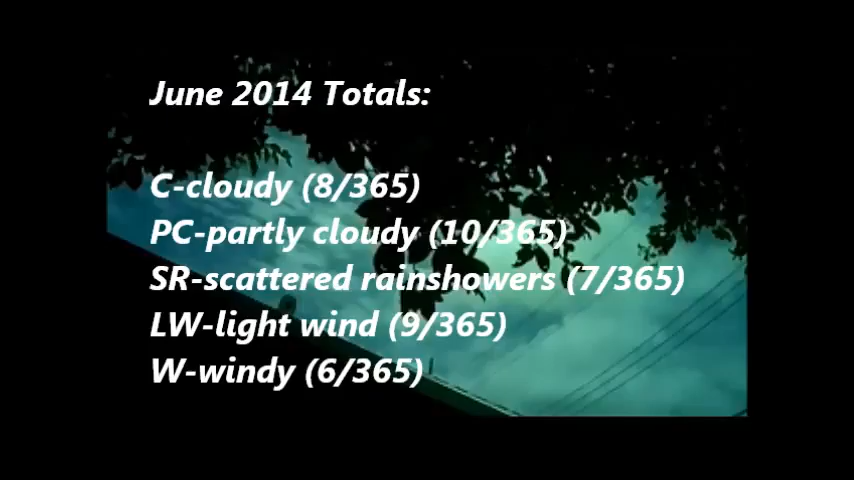 June 2014 Totals:
C-cloudy (8/365)
PC-partly cloudy (10/365)
SR-scattered rainshowers (7/365)
LW-light wind (9/365)
W-windy (6/365)